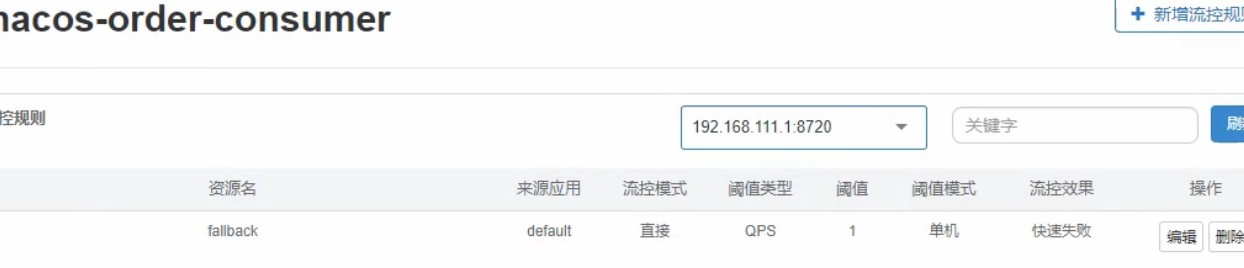 nacos-order-consumer
新增流控规
控规则
192.168.111.1:8720
关键字
刷
资源名 来源应用 流控模式 阈值类型 阈值 阈值模式 流控效果 操作
fallback default 直接 QPS 1 单机 快速失败 编辑 删除